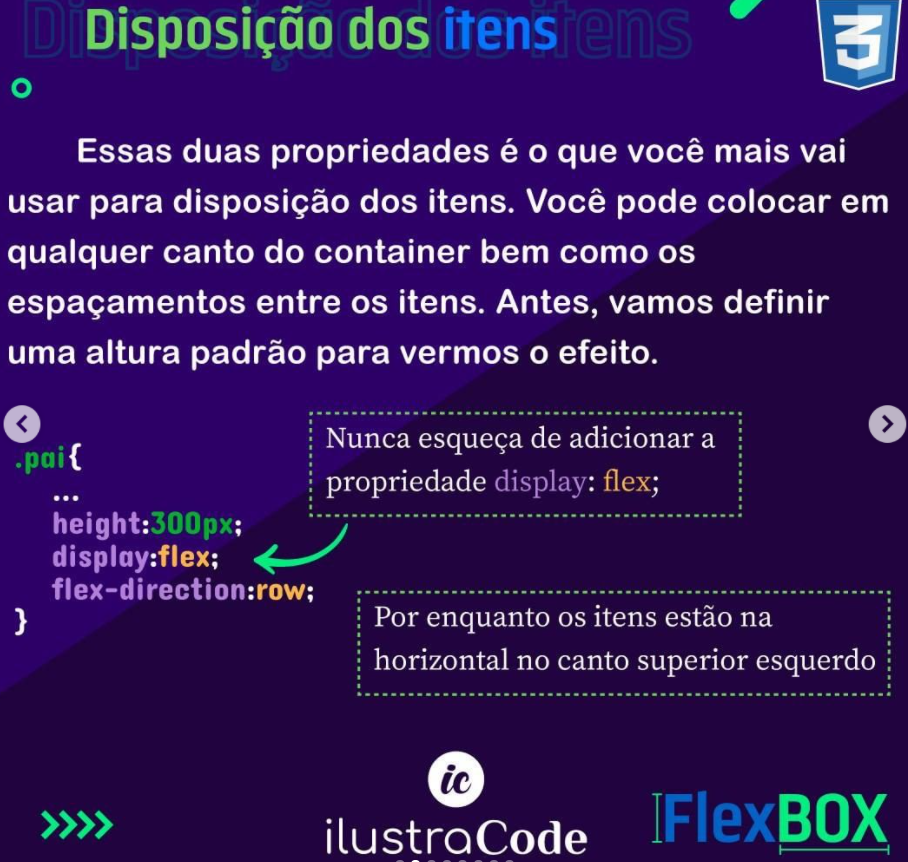 Disposição dos itens
Essas duas propriedades é o que você mais vai
usar para disposição dos itens. Você pode colocar em
qualquer canto do container bem como os
espaçamentos entre os itens. Antes, vamos definir
uma altura padrão para vermos o efeito.
Nunca esqueça de adicionar a
propriedade display: flex;
.pai{
...
height:300px;
display:flex;
flex-direction:row;
}
Por enquanto os itens estão na
horizontal no canto superior esquerdo
ic
ilustraCode
FlexBOX